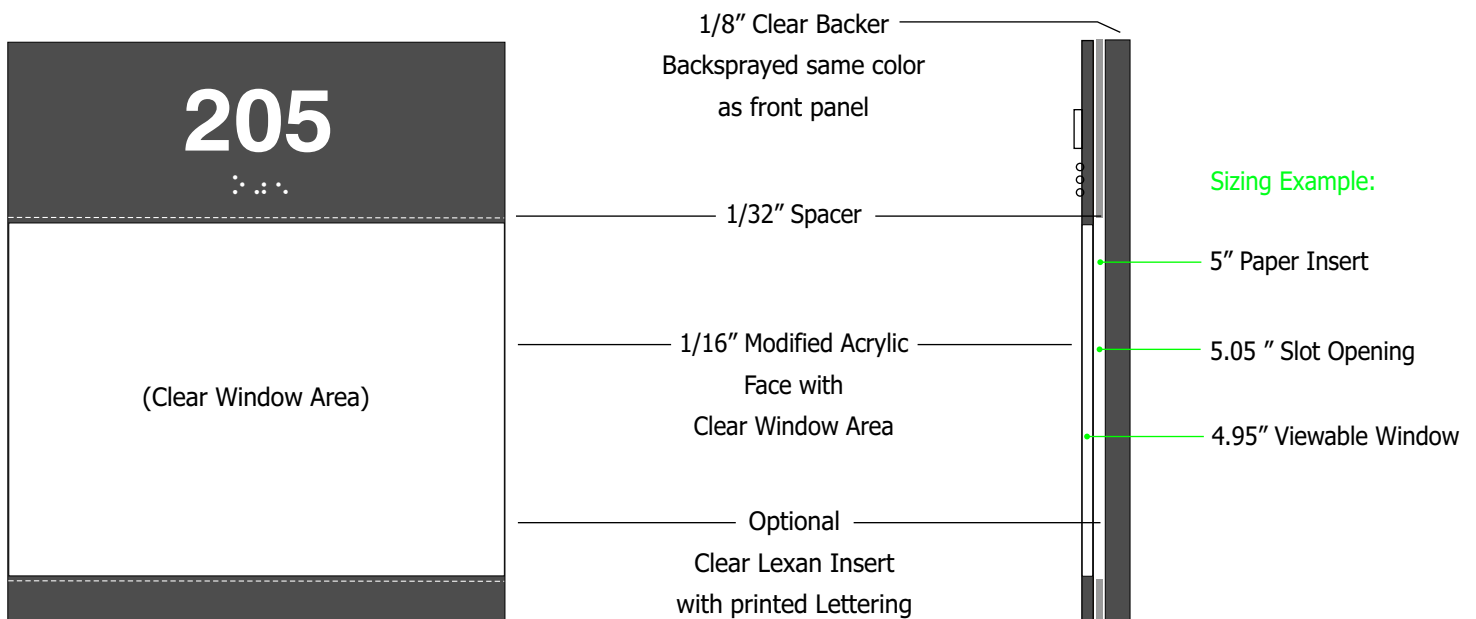 205
1/8” Clear Backer
Backsprayed same color
as front panel
1/32” Spacer
1/16” Modified Acrylic
Face with
Clear Window Area
(Clear Window Area)
Optional
Clear Lexan Insert
with printed Lettering
Sizing Example:
5” Paper Insert
5.05 ” Slot Opening
4.95” Viewable Window